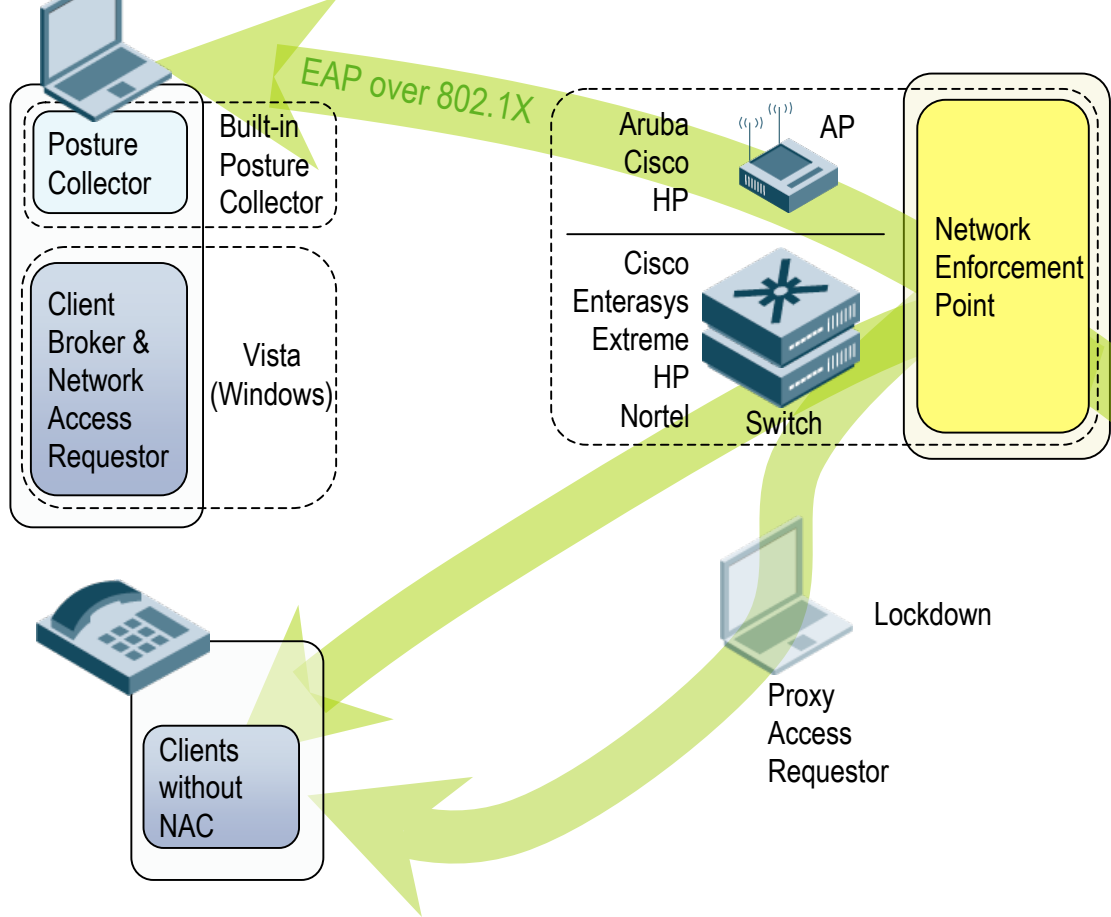 EAP over 802.1X
Posture
Collector
Built-in
Posture
Collector
Client
Broker &
Network
Access
Requestor
Vista
(Windows)
Aruba
Cisco
HP
AP
Cisco
Enterasys
Extreme
HP
Nortel
Switch
Network
Enforcement
Point
Lockdown
Proxy
Access
Requestor
Clients
without
NAC